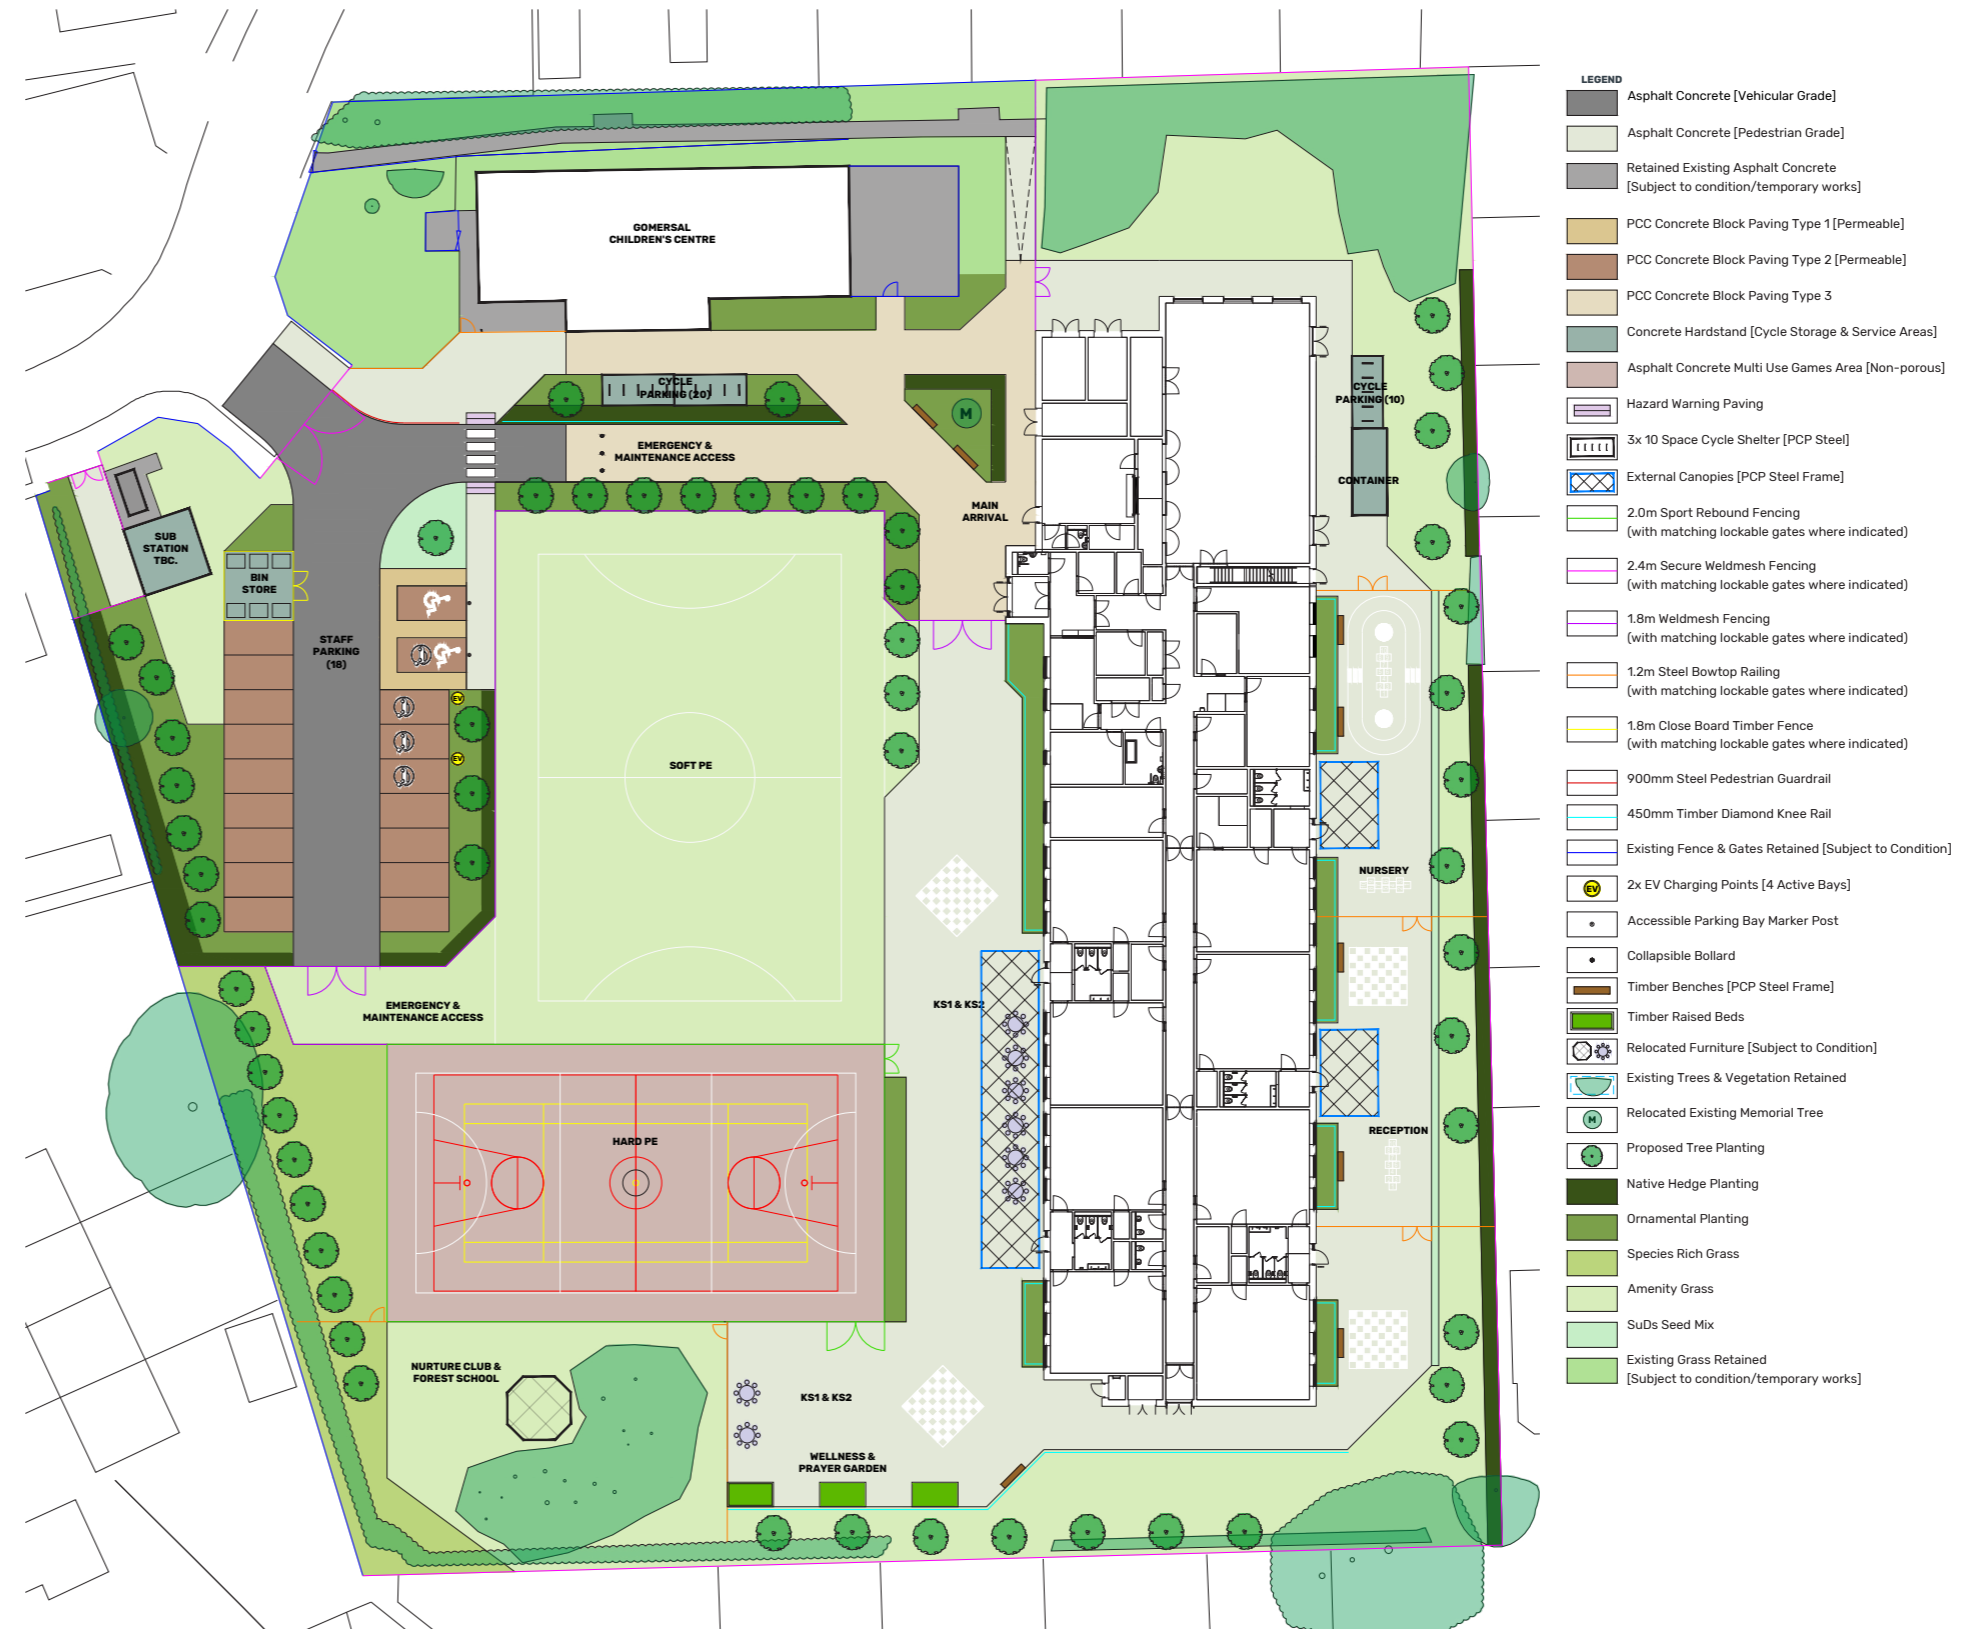 GOMERSAL
CHILDREN'S CENTRE
CYCLE
PARKING (20)
M
EMERGENCY &
MAINTENANCE ACCESS
MAIN
ARRIVAL
CYCLE
PARKING (10)
CONTAINER
SUB
STATION
TBC.
BIN
STORE
STAFF
PARKING
(18)
EV
EV
SOFT PE
NURSERY
KS1 & KS2
EMERGENCY &
MAINTENANCE ACCESS
HARD PE
RECEPTION
NURTURE CLUB &
FOREST SCHOOL
KS1 & KS2
WELLNESS &
PRAYER GARDEN
LEGEND
Asphalt Concrete [Vehicular Grade]
Asphalt Concrete [Pedestrian Grade]
Retained Existing Asphalt Concrete
[Subject to condition/temporary works]
PCC Concrete Block Paving Type 1 [Permeable]
PCC Concrete Block Paving Type 2 [Permeable]
PCC Concrete Block Paving Type 3
Concrete Hardstand [Cycle Storage & Service Areas]
Asphalt Concrete Multi Use Games Area [Non-porous]
Hazard Warning Paving
3x 10 Space Cycle Shelter [PCP Steel]
External Canopies [PCP Steel Frame]
2.0m Sport Rebound Fencing
(with matching lockable gates where indicated)
2.4m Secure Weldmesh Fencing
(with matching lockable gates where indicated)
1.8m Weldmesh Fencing
(with matching lockable gates where indicated)
1.2m Steel Bowtop Railing
(with matching lockable gates where indicated)
1.8m Close Board Timber Fence
(with matching lockable gates where indicated)
900mm Steel Pedestrian Guardrail
450mm Timber Diamond Knee Rail
Existing Fence & Gates Retained [Subject to Condition]
EV
2x EV Charging Points [4 Active Bays]
Accessible Parking Bay Marker Post
Collapsible Bollard
Timber Benches [PCP Steel Frame]
Timber Raised Beds
Relocated Furniture [Subject to Condition]
Existing Trees & Vegetation Retained
M
Relocated Existing Memorial Tree
Proposed Tree Planting
Native Hedge Planting
Ornamental Planting
Species Rich Grass
Amenity Grass
SuDs Seed Mix
Existing Grass Retained
[Subject to condition/temporary works]